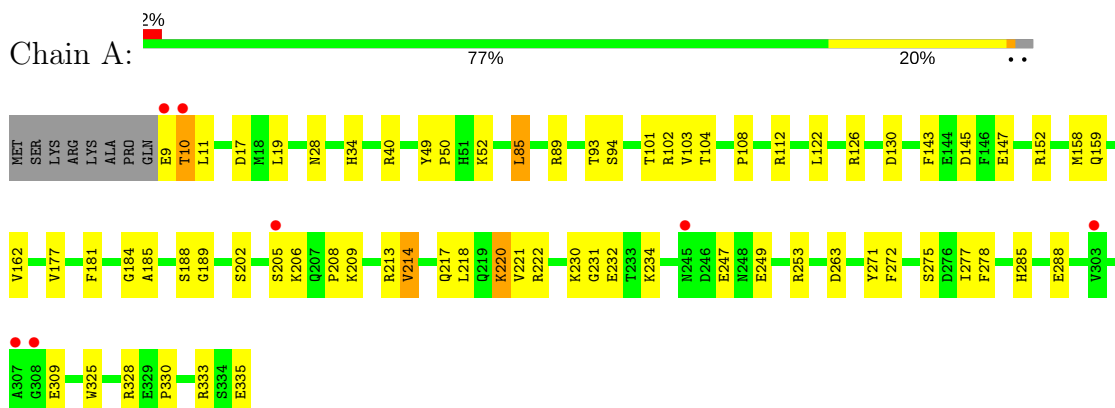 2%
Chain A:
77% 20% • •
MET SER LYS ARG LYS ALA PRO GLN E9 T10 L11 D17 M18 L19 N28 H34 R40 Y49 P50 H51 K52 L85 R89 T93 S94 T101 R102 V103 T104 P108 R112 L122 R126 D130 F143 E144 D145 F146 E147 R152 M158 Q159
V162 V177 F181 G184 A185 S188 G189 S202 S205 K206 Q207 P208 K209 R213 V214 Q217 L218 Q219 K220 V221 R222 K230 G231 E232 T233 K234 N245 D246 E247 N248 E249 R253 D263 Y271 F272 S275 D276 I277 F278 H285 E288 V303
A307 G308 E309 W325 R328 E329 P330 R333 S334 E335